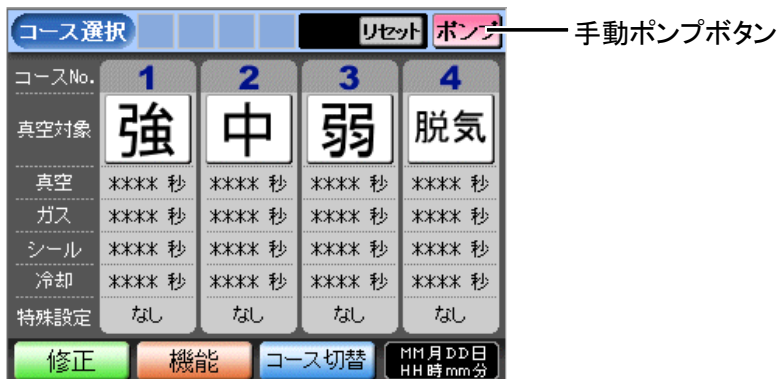 コース選択 リセット ポンプ 手動ポンプボタン
コースNo. 1 2 3 4
真空対象 強 中 弱 脱気
真空 **** 秒 **** 秒 **** 秒 **** 秒
ガス **** 秒 **** 秒 **** 秒 **** 秒
シール **** 秒 **** 秒 **** 秒 **** 秒
冷却 **** 秒 **** 秒 **** 秒 **** 秒
特殊設定 なし なし なし なし
修正 機能 コース切替 MM月DD日
HH時mm分